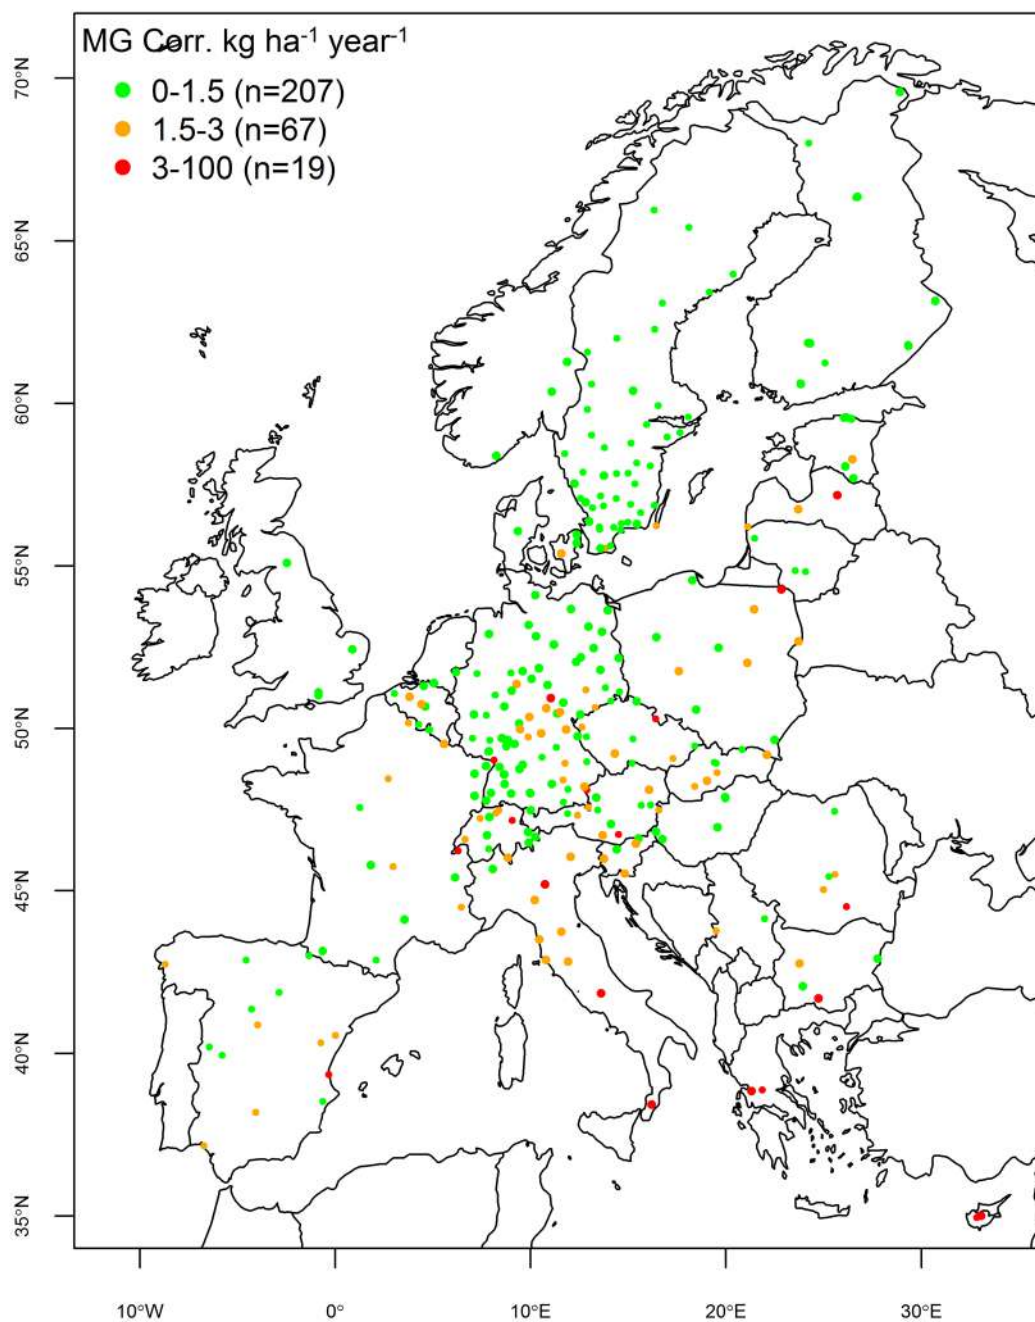 MG Corr. kg ha⁻¹ year⁻¹
0-1.5 (n=207)
1.5-3 (n=67)
3-100 (n=19)
70°N
65°N
60°N
55°N
50°N
45°N
40°N
35°N
10°W 0° 10°E 20°E 30°E